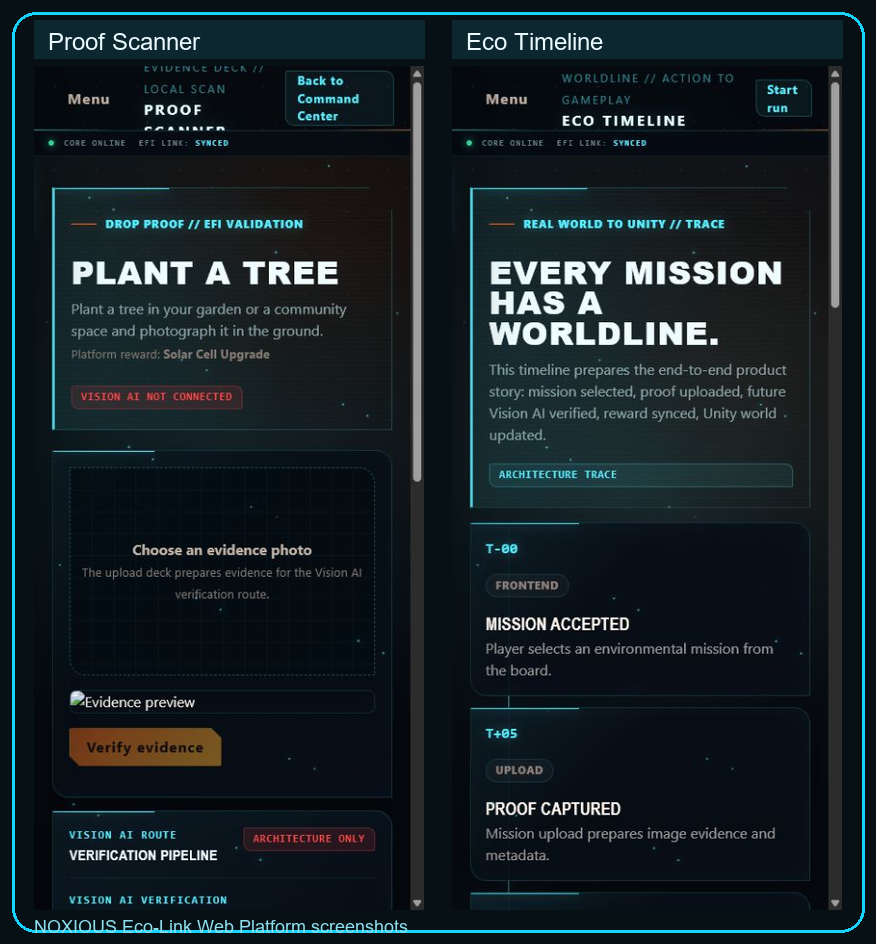 Proof Scanner
Menu
EVIDENCE DECK //
LOCAL SCAN
PROOF
SCANNER
Back to
Command
Center
CORE ONLINE EFI LINK: SYNCED
DROP PROOF // EFI VALIDATION
PLANT A TREE
Plant a tree in your garden or a community
space and photograph it in the ground.
Platform reward: Solar Cell Upgrade
VISION AI NOT CONNECTED
Choose an evidence photo
The upload deck prepares evidence for the Vision AI
verification route.
Evidence preview
Verify evidence
VISION AI ROUTE
VERIFICATION PIPELINE
ARCHITECTURE ONLY
VISION AI VERIFICATION
Eco Timeline
Menu
WORLDLINE // ACTION TO
GAMEPLAY
ECO TIMELINE
Start
run
CORE ONLINE EFI LINK: SYNCED
REAL WORLD TO UNITY // TRACE
EVERY MISSION
HAS A
WORLDLINE.
This timeline prepares the end-to-end product
story: mission selected, proof uploaded, future
Vision AI verified, reward synced, Unity world
updated.
ARCHITECTURE TRACE
T-00
FRONTEND
MISSION ACCEPTED
Player selects an environmental mission from
the board.
T+05
UPLOAD
PROOF CAPTURED
Mission upload prepares image evidence and
metadata.
NOXIOUS Eco-Link Web Platform screenshots